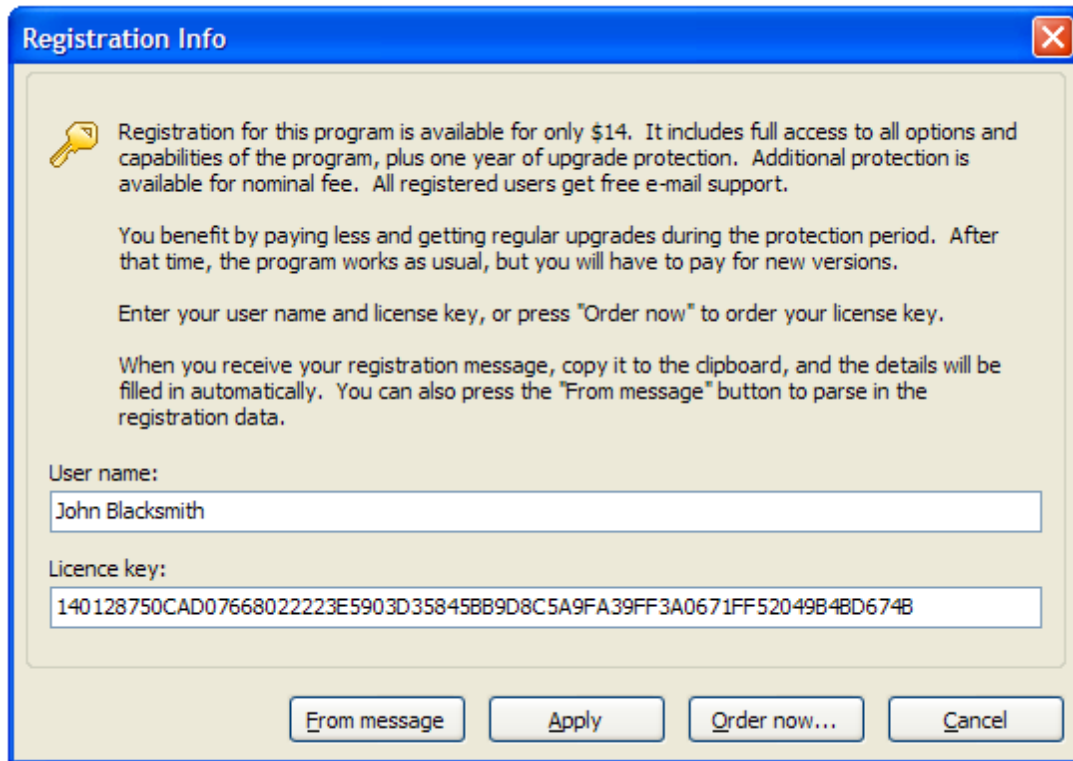 Registration Info
Registration for this program is available for only $14. It includes full access to all options and
capabilities of the program, plus one year of upgrade protection. Additional protection is
available for nominal fee. All registered users get free e-mail support.
You benefit by paying less and getting regular upgrades during the protection period. After
that time, the program works as usual, but you will have to pay for new versions.
Enter your user name and license key, or press "Order now" to order your license key.
When you receive your registration message, copy it to the clipboard, and the details will be
filled in automatically. You can also press the "From message" button to parse in the
registration data.
User name:
John Blacksmith
Licence key:
140128750CAD07668022223E5903D35845BB9D8C5A9FA39FF3A0671FF52049B4BD674B
From message Apply Order now... Cancel